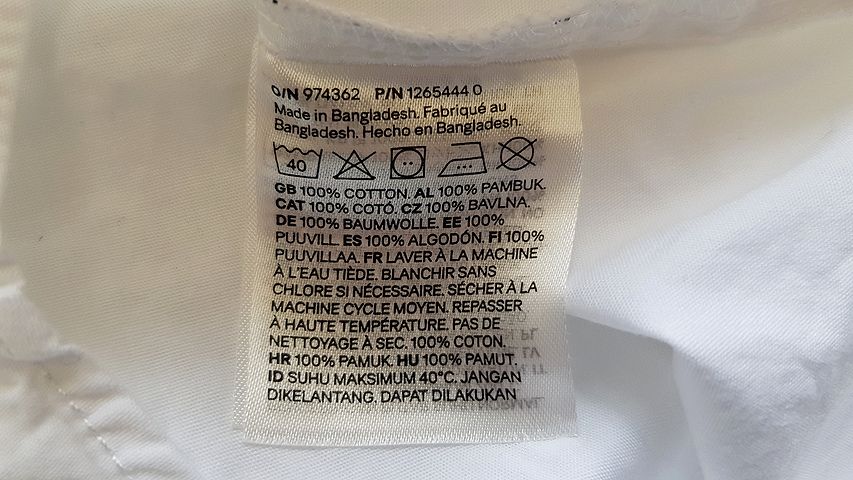 O/N 974362 P/N 1265444 0
Made in Bangladesh. Fabriqué au
Bangladesh. Hecho en Bangladesh.
40
GB 100% COTTON. AL 100% PAMBUK.
CAT 100% COTÓ. CZ 100% BAVLNA.
DE 100% BAUMWOLLE. EE 100%
PUUVILL. ES 100% ALGODÓN. FI 100%
PUUVILLAA. FR LAVER À LA MACHINE
À L'EAU TIÈDE. BLANCHIR SANS
CHLORE SI NÉCESSAIRE. SÉCHER À LA
MACHINE CYCLE MOYEN. REPASSER
À HAUTE TEMPÉRATURE. PAS DE
NETTOYAGE À SEC. 100% COTON.
HR 100% PAMUK. HU 100% PAMUT.
ID SUHU MAKSIMUM 40°C. JANGAN
DIKELANTANG. DAPAT DILAKUKAN